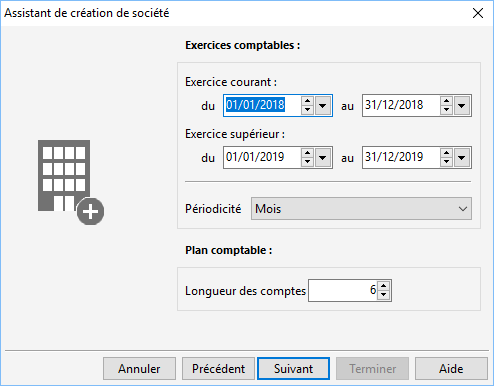 Assistant de création de société
Exercices comptables :
Exercice courant :
du 01/01/2018 au 31/12/2018
Exercice supérieur :
du 01/01/2019 au 31/12/2019
Périodicité Mois
Plan comptable :
Longueur des comptes 6
Annuler Précédent Suivant Terminer Aide